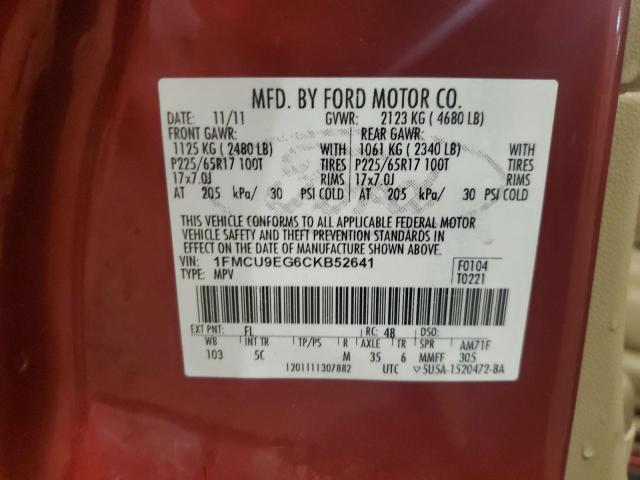 MFD. BY FORD MOTOR CO.
DATE: 11/11 GVWR: 2123 KG ( 4680 LB)
FRONT GAWR: REAR GAWR:
1125 KG ( 2480 LB) WITH 1061 KG ( 2340 LB) WITH
P225/65R17 100T TIRES P225/65R17 100T TIRES
17x7.0J RIMS 17x7.0J RIMS
AT 205 kPa/ 30 PSI COLD AT 205 kPa/ 30 PSI COLD
THIS VEHICLE CONFORMS TO ALL APPLICABLE FEDERAL MOTOR
VEHICLE SAFETY AND THEFT PREVENTION STANDARDS IN
EFFECT ON THE DATE OF MANUFACTURE SHOWN ABOVE.
VIN: 1FMCU9EG6CKB52641 F0104
TYPE: MPV T0221
EXT PNT: FL RC: 48 DSO:
WB INT TR TP/PS R AXLE TR SPR AM71F
103 5C M 35 6 MMFF 305
1201111307882 UTC ▽5U5A-1520472-BA